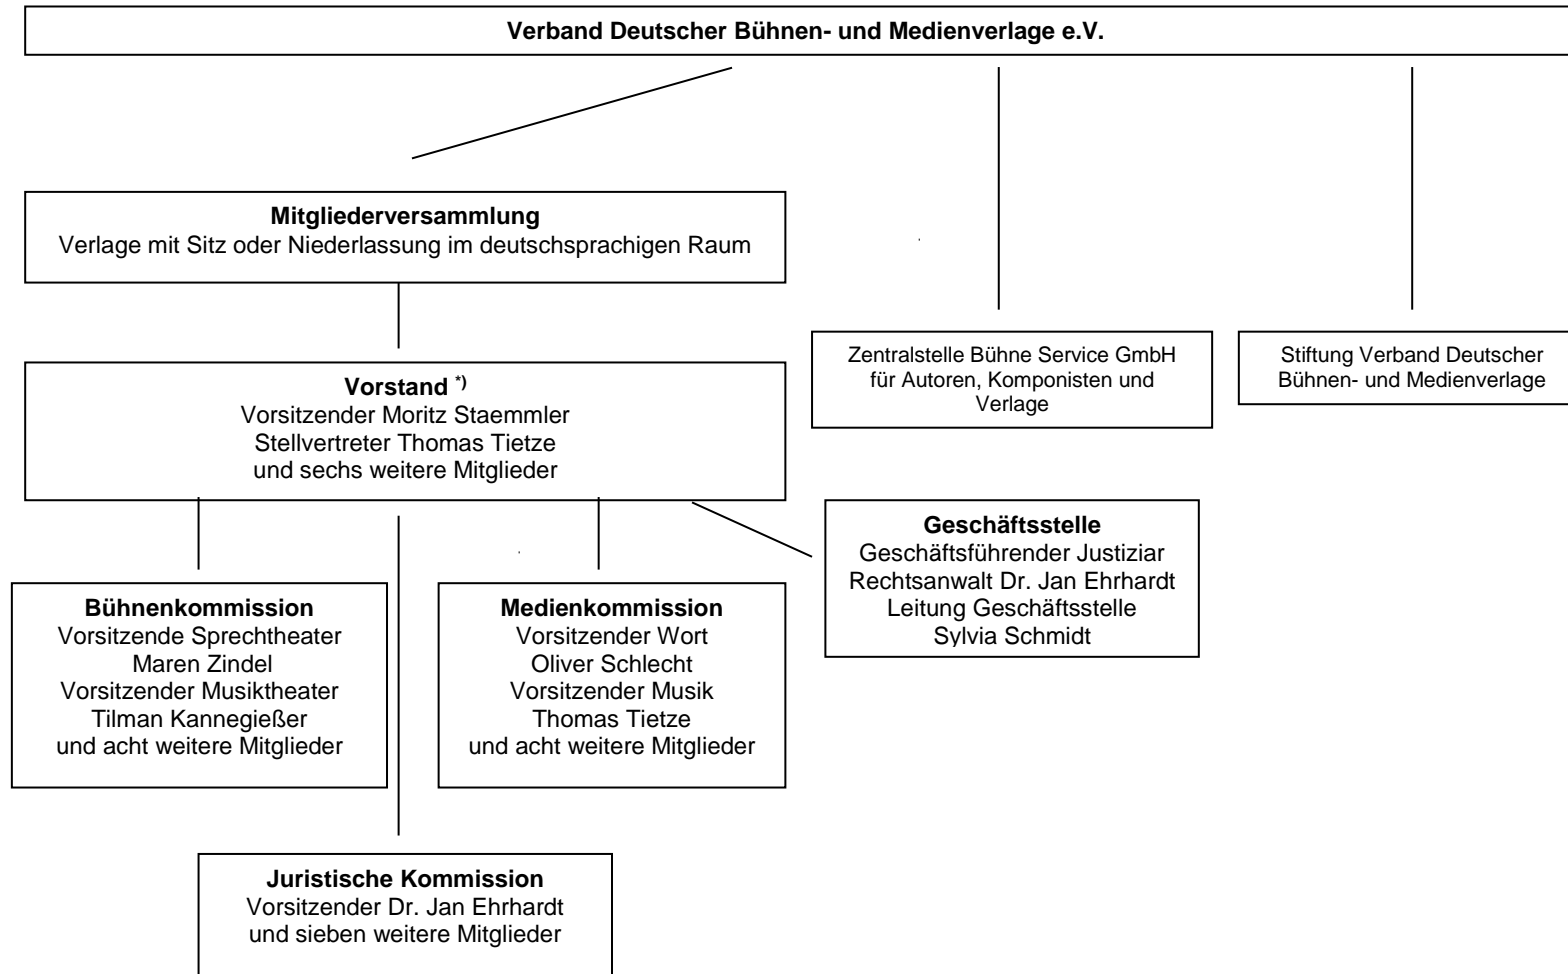 Verband Deutscher Bühnen- und Medienverlage e.V.
Mitgliederversammlung
Verlage mit Sitz oder Niederlassung im deutschsprachigen Raum
Zentralstelle Bühne Service GmbH
für Autoren, Komponisten und
Verlage
Stiftung Verband Deutscher
Bühnen- und Medienverlage
Vorstand *)
Vorsitzender Moritz Staemmler
Stellvertreter Thomas Tietze
und sechs weitere Mitglieder
Geschäftsstelle
Geschäftsführender Justiziar
Rechtsanwalt Dr. Jan Ehrhardt
Leitung Geschäftsstelle
Sylvia Schmidt
Bühnenkommission
Vorsitzende Sprechtheater
Maren Zindel
Vorsitzender Musiktheater
Tilman Kannegießer
und acht weitere Mitglieder
Medienkommission
Vorsitzender Wort
Oliver Schlecht
Vorsitzender Musik
Thomas Tietze
und acht weitere Mitglieder
Juristische Kommission
Vorsitzender Dr. Jan Ehrhardt
und sieben weitere Mitglieder